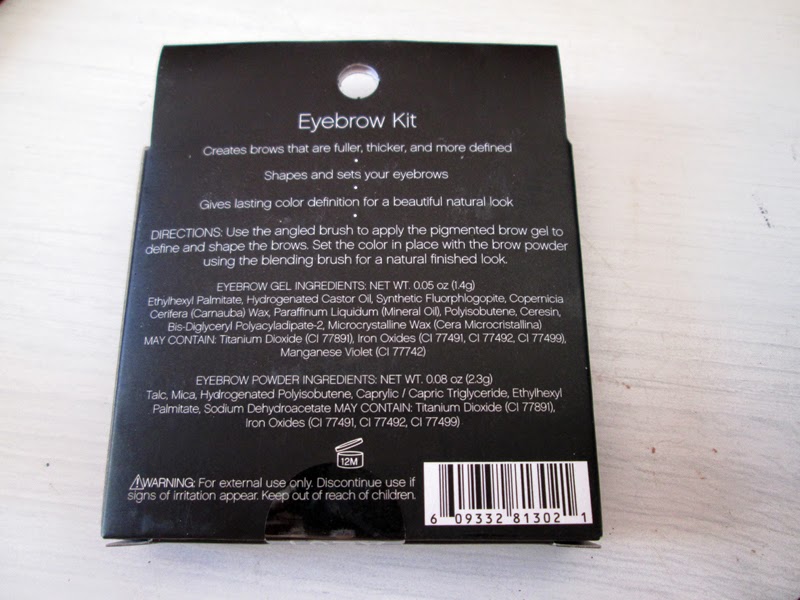 Eyebrow Kit
Creates brows that are fuller, thicker, and more defined
•
Shapes and sets your eyebrows
•
Gives lasting color definition for a beautiful natural look
•
DIRECTIONS: Use the angled brush to apply the pigmented brow gel to
define and shape the brows. Set the color in place with the brow powder
using the blending brush for a natural finished look.
EYEBROW GEL INGREDIENTS: NET WT. 0.05 oz (1.4g)
Ethylhexyl Palmitate, Hydrogenated Castor Oil, Synthetic Fluorphlogopite, Copernicia
Cerifera (Carnauba) Wax, Paraffinum Liquidum (Mineral Oil), Polyisobutene, Ceresin,
Bis-Diglyceryl Polyacyladipate-2, Microcrystalline Wax (Cera Microcristallina)
MAY CONTAIN: Titanium Dioxide (CI 77891), Iron Oxides (CI 77491, CI 77492, CI 77499),
Manganese Violet (CI 77742)
EYEBROW POWDER INGREDIENTS: NET WT. 0.08 oz (2.3g)
Talc, Mica, Hydrogenated Polyisobutene, Caprylic / Capric Triglyceride, Ethylhexyl
Palmitate, Sodium Dehydroacetate MAY CONTAIN: Titanium Dioxide (CI 77891),
Iron Oxides (CI 77491, CI 77492, CI 77499)
12M
⚠WARNING: For external use only. Discontinue use if
signs of irritation appear. Keep out of reach of children.
6 09332 81302 1